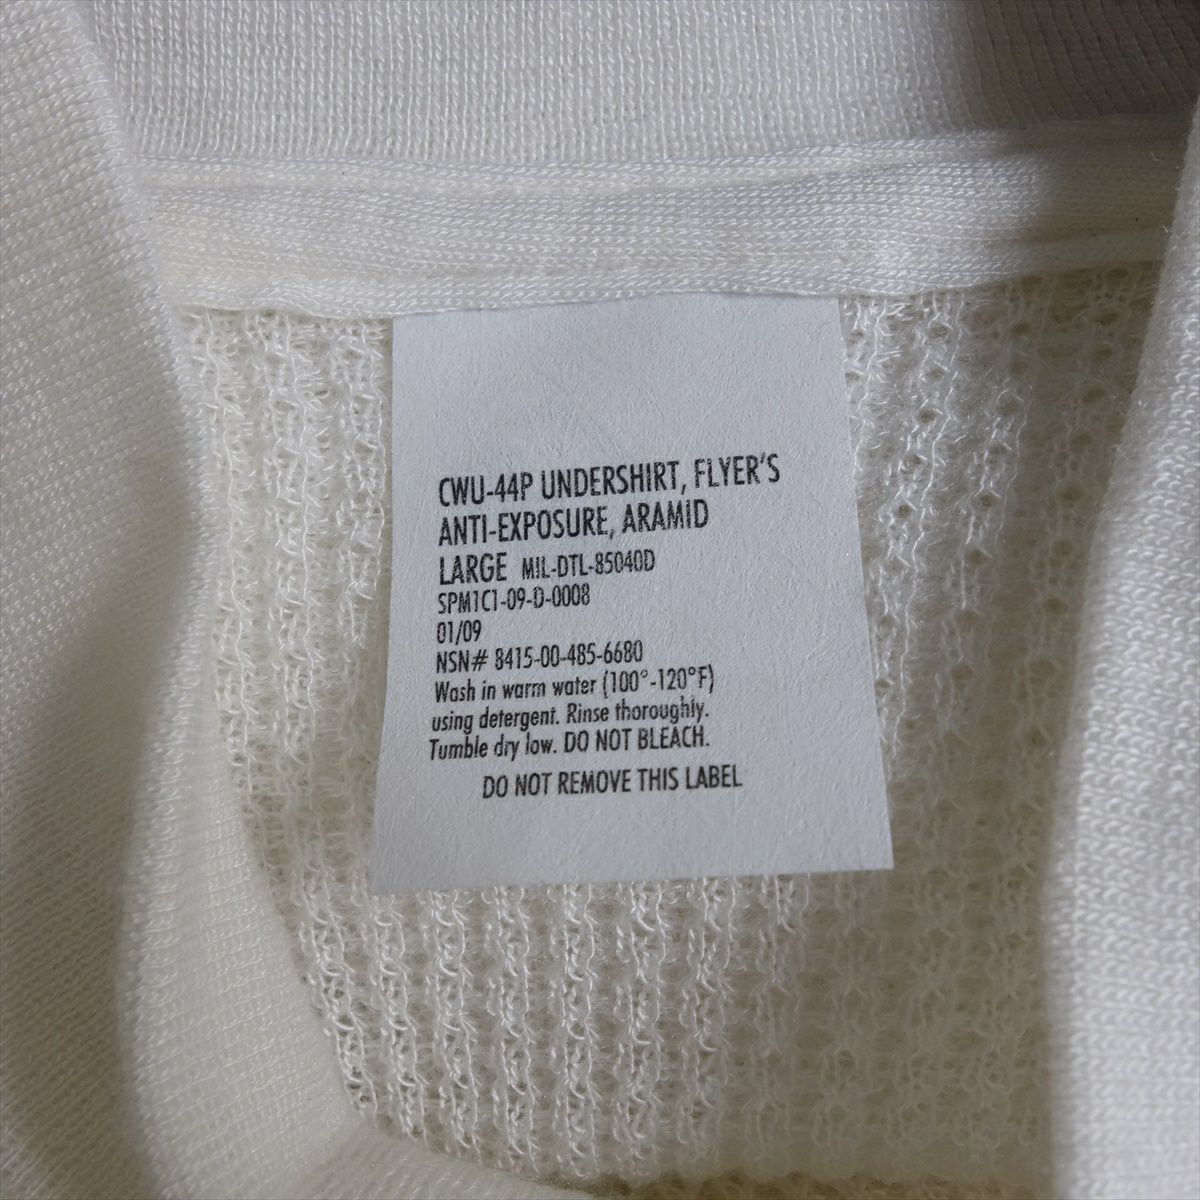 CWU-44P UNDERSHIRT, FLYER'S
ANTI-EXPOSURE, ARAMID
LARGE MIL-DTL-85040D
SPM1C1-09-D-0008
01/09
NSN# 8415-00-485-6680
Wash in warm water (100°-120°F)
using detergent. Rinse thoroughly.
Tumble dry low. DO NOT BLEACH.
DO NOT REMOVE THIS LABEL